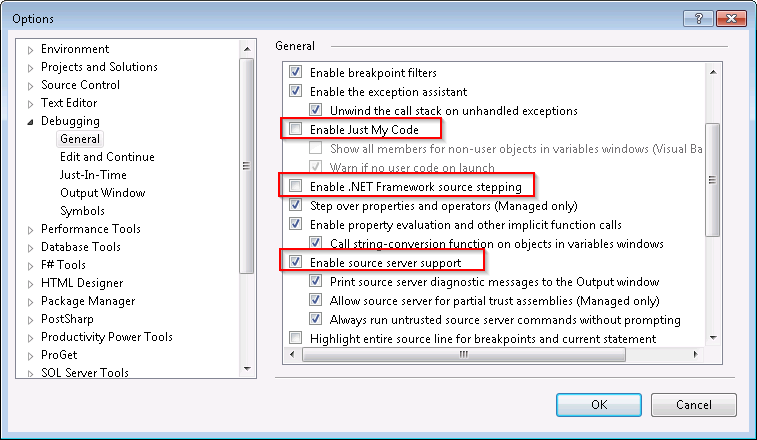 Options
Environment
Projects and Solutions
Source Control
Text Editor
Debugging
General
Edit and Continue
Just-In-Time
Output Window
Symbols
Performance Tools
Database Tools
F# Tools
HTML Designer
Package Manager
PostSharp
Productivity Power Tools
ProGet
SQL Server Tools
General
Enable breakpoint filters
Enable the exception assistant
Unwind the call stack on unhandled exceptions
Enable Just My Code
Show all members for non-user objects in variables windows (Visual Ba
Warn if no user code on launch
Enable .NET Framework source stepping
Step over properties and operators (Managed only)
Enable property evaluation and other implicit function calls
Call string-conversion function on objects in variables windows
Enable source server support
Print source server diagnostic messages to the Output window
Allow source server for partial trust assemblies (Managed only)
Always run untrusted source server commands without prompting
Highlight entire source line for breakpoints and current statement
OK
Cancel